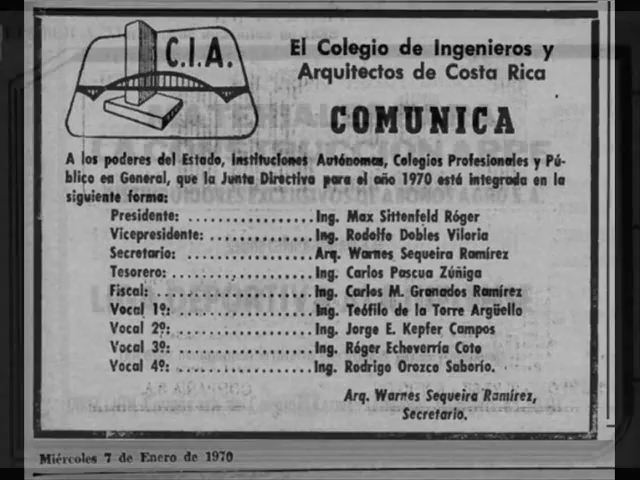 C.I.A.
El Colegio de Ingenieros y
Arquitectos de Costa Rica
COMUNICA
A los poderes del Estado, Instituciones Autónomas, Colegios Profesionales y Pú-
blico en General, que la Junta Directiva para el año 1970 está integrada en la
siguiente forma:
Presidente: ................. Ing. Max Sittenfeld Róger
Vicepresidente: ............. Ing. Rodolfo Dobles Viloria
Secretario: ................. Arq. Warnes Sequeira Ramírez
Tesorero: ................... Ing. Carlos Pascua Zúñiga
Fiscal: ..................... Ing. Carlos M. Granados Ramírez
Vocal 1º: ................... Ing. Teófilo de la Torre Argüello
Vocal 2º: ................... Ing. Jorge E. Kepfer Campos
Vocal 3º: ................... Ing. Róger Echeverría Coto
Vocal 4º: ................... Ing. Rodrigo Orozco Saborío.
Arq. Warnes Sequeira Ramírez,
Secretario.
Miércoles 7 de Enero de 1970